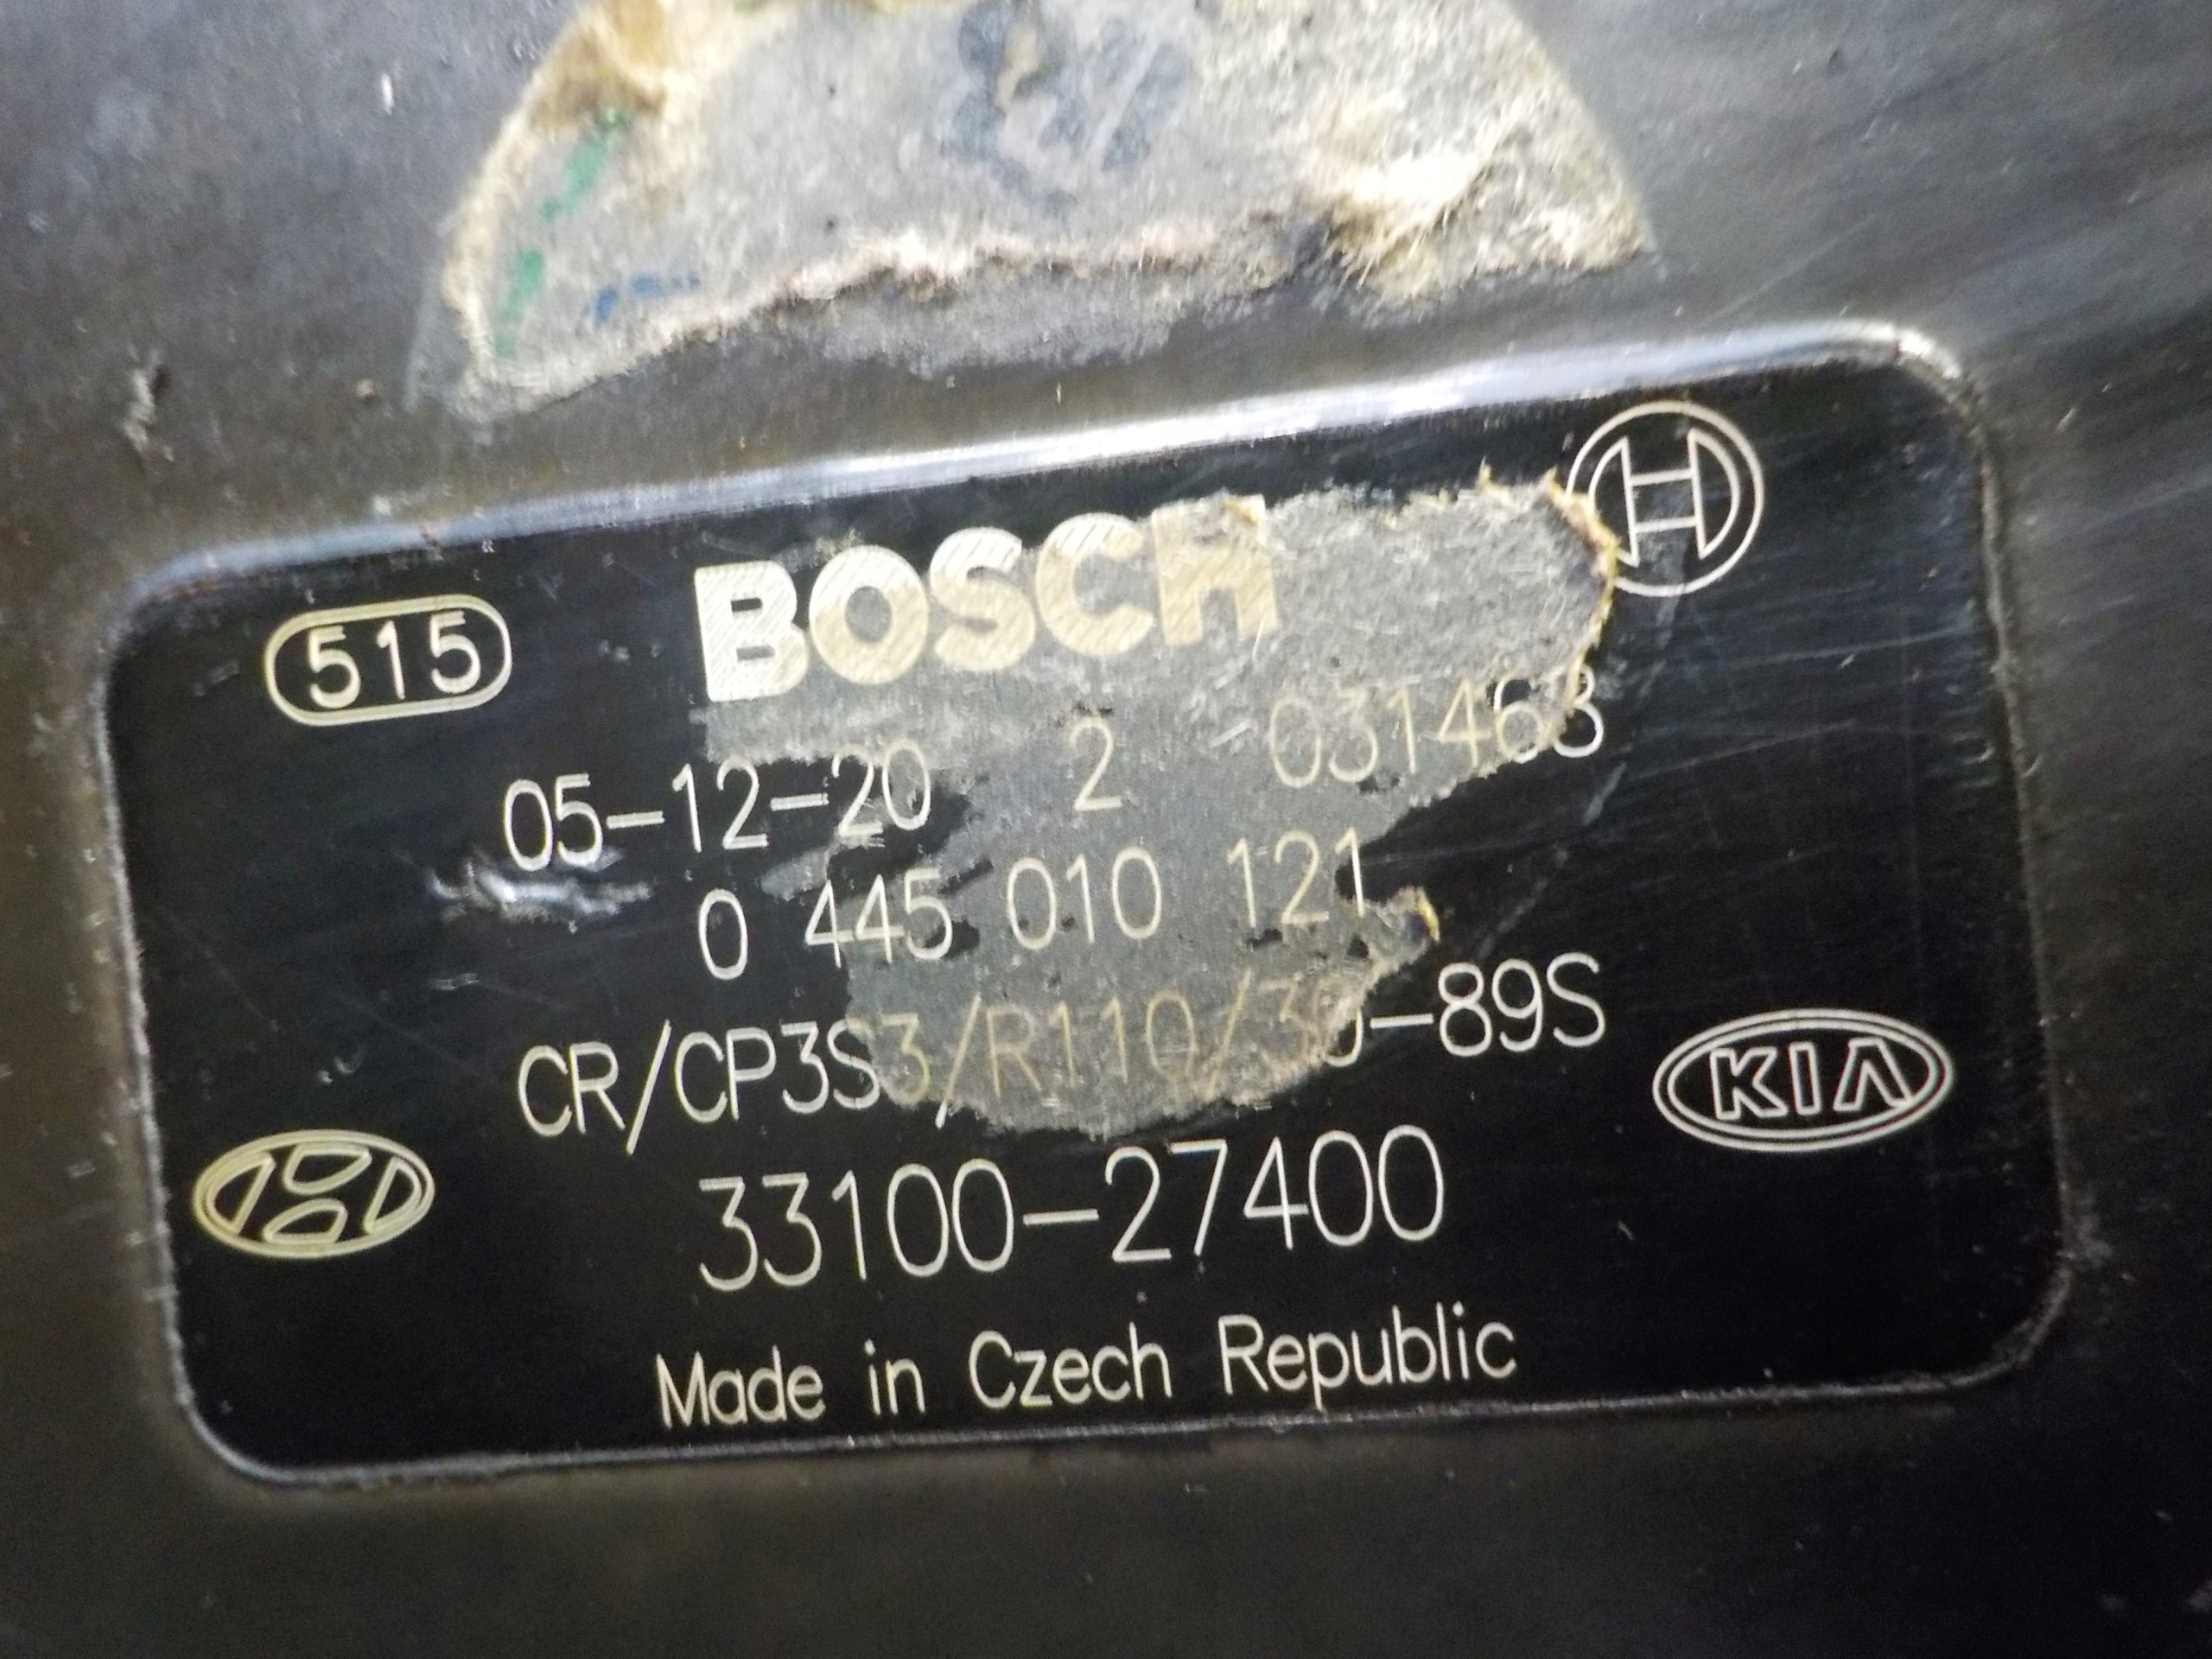 BOSCH
515
05-12-20 2 031463
0 445 010 121
CR/CP3S3/R110/30-89S
KIA
33100-27400
Made in Czech Republic